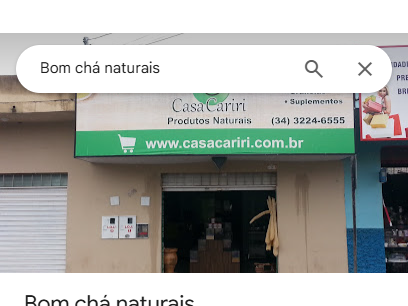 Bom chá naturais
CasaCariri
• Suplementos
Produtos Naturais
(34) 3224-6555
www.casacariri.com.br
Bom chá naturais